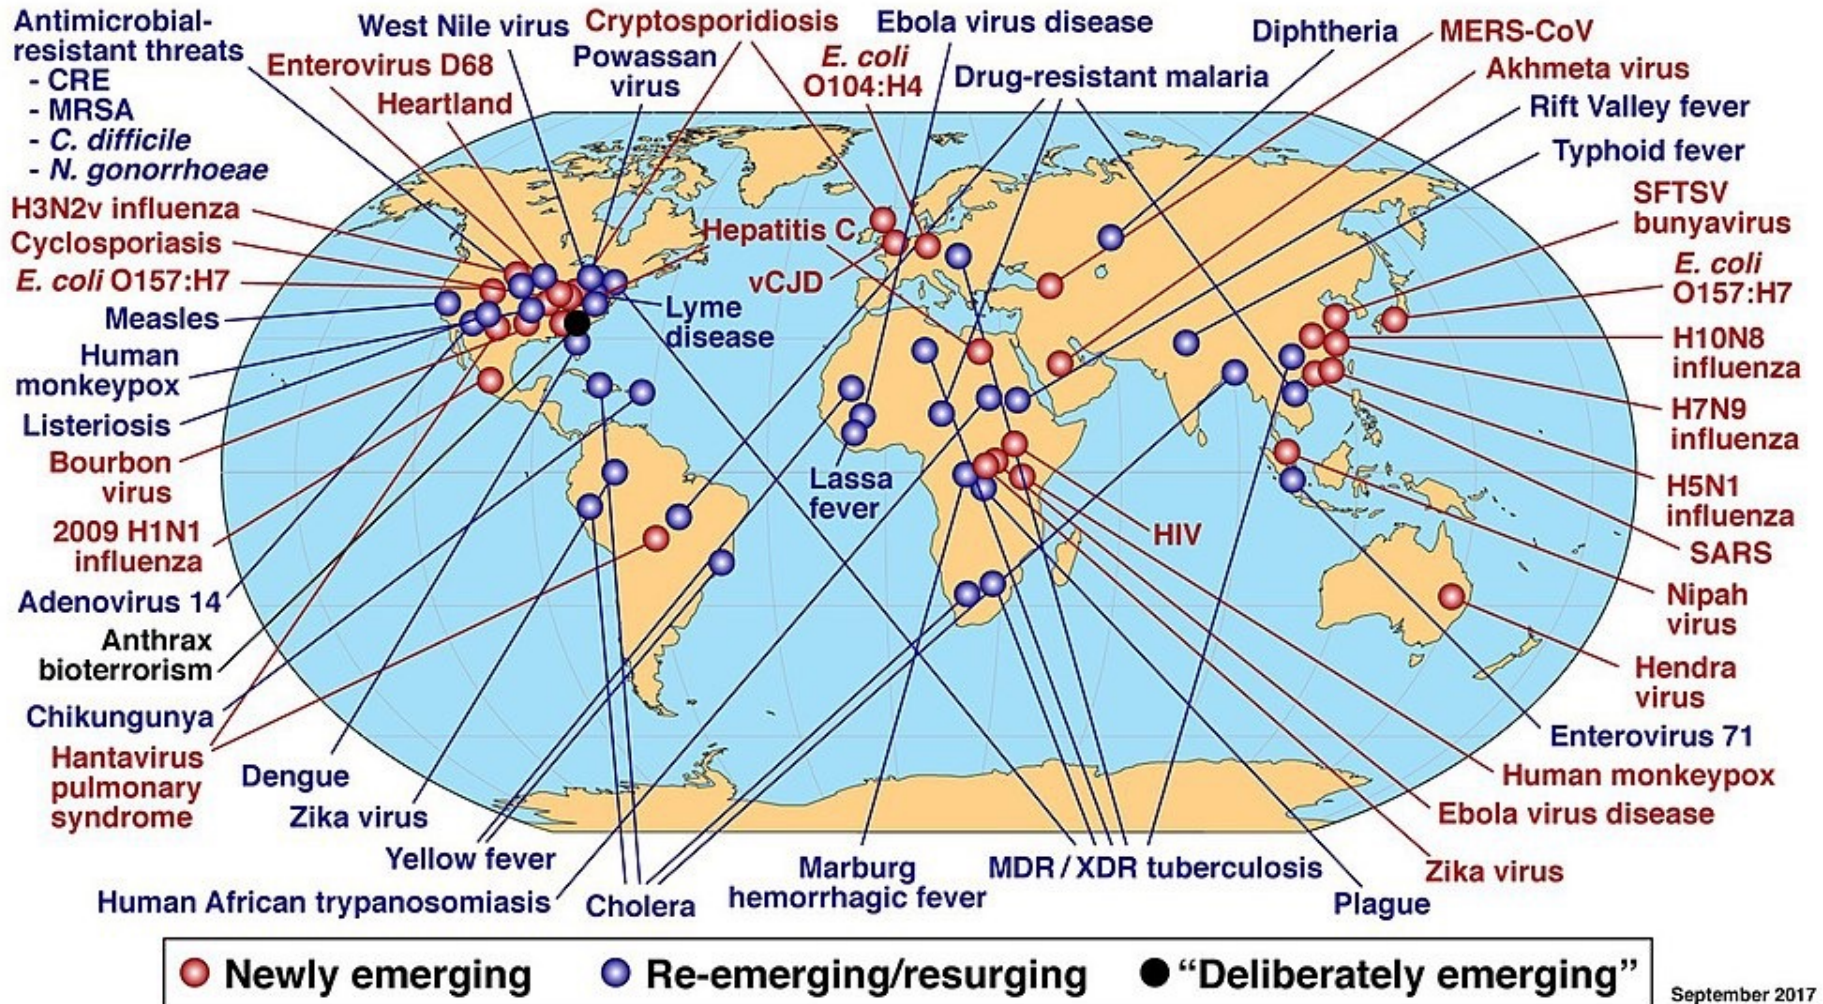 Antimicrobial-
resistant threats
- CRE
- MRSA
- C. difficile
- N. gonorrhoeae
West Nile virus
Enterovirus D68
Heartland
Cryptosporidiosis
Powassan
virus
E. coli
O104:H4
Ebola virus disease
Drug-resistant malaria
Diphtheria
MERS-CoV
Akhmeta virus
Rift Valley fever
Typhoid fever
SFTSV
bunyavirus
E. coli
O157:H7
H10N8
influenza
H7N9
influenza
H5N1
influenza
SARS
Nipah
virus
Hendra
virus
Enterovirus 71
Human monkeypox
Ebola virus disease
Zika virus
Plague
H3N2v influenza
Cyclosporiasis
E. coli O157:H7
Measles
Human
monkeypox
Listeriosis
Bourbon
virus
2009 H1N1
influenza
Adenovirus 14
Anthrax
bioterrorism
Chikungunya
Hantavirus
pulmonary
syndrome
Dengue
Zika virus
Yellow fever
Human African trypanosomiasis
Cholera
Marburg
hemorrhagic fever
MDR/XDR tuberculosis
Hepatitis C
vCJD
Lyme
disease
Lassa
fever
HIV
Newly emerging
Re-emerging/resurging
“Deliberately emerging”
September 2017